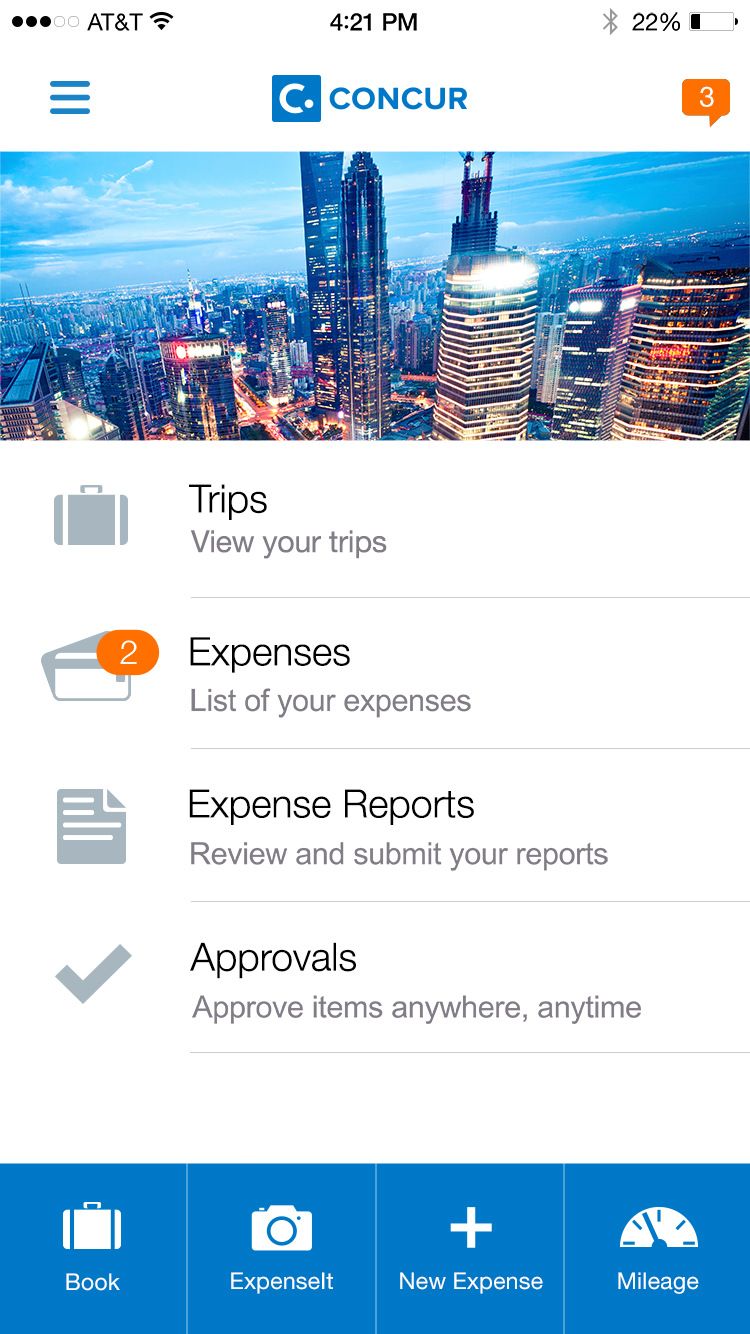 AT&T 4:21 PM 22%
C. CONCUR 3
Trips
View your trips
2
Expenses
List of your expenses
Expense Reports
Review and submit your reports
Approvals
Approve items anywhere, anytime
Book ExpenseIt New Expense Mileage